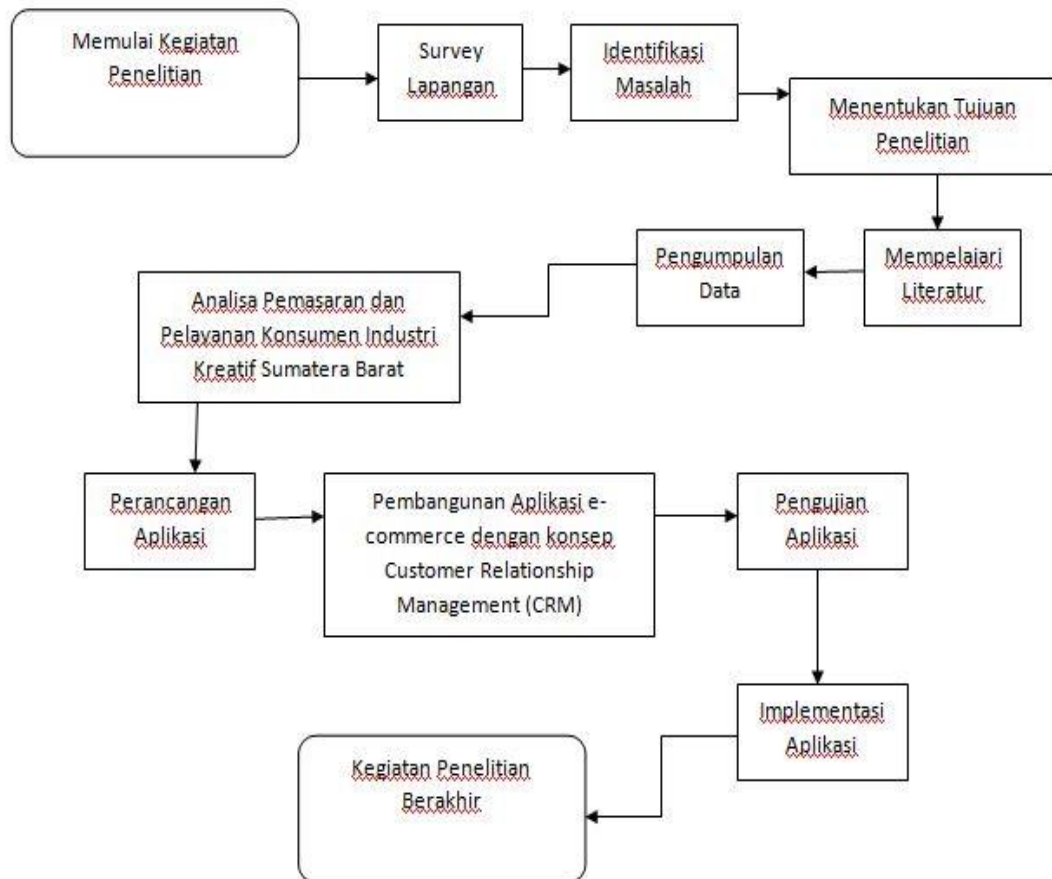 Memulai Kegiatan
Penelitian
Survey
Lapangan
Identifikasi
Masalah
Menentukan Tujuan
Penelitian
Mempelajari
Literatur
Pengumpulan
Data
Analisa Pemasaran dan
Pelayanan Konsumen Industri
Kreatif Sumatera Barat
Perancangan
Aplikasi
Pembangunan Aplikasi e-
commerce dengan konsep
Customer Relationship
Management (CRM)
Pengujian
Aplikasi
Implementasi
Aplikasi
Kegiatan Penelitian
Berakhir